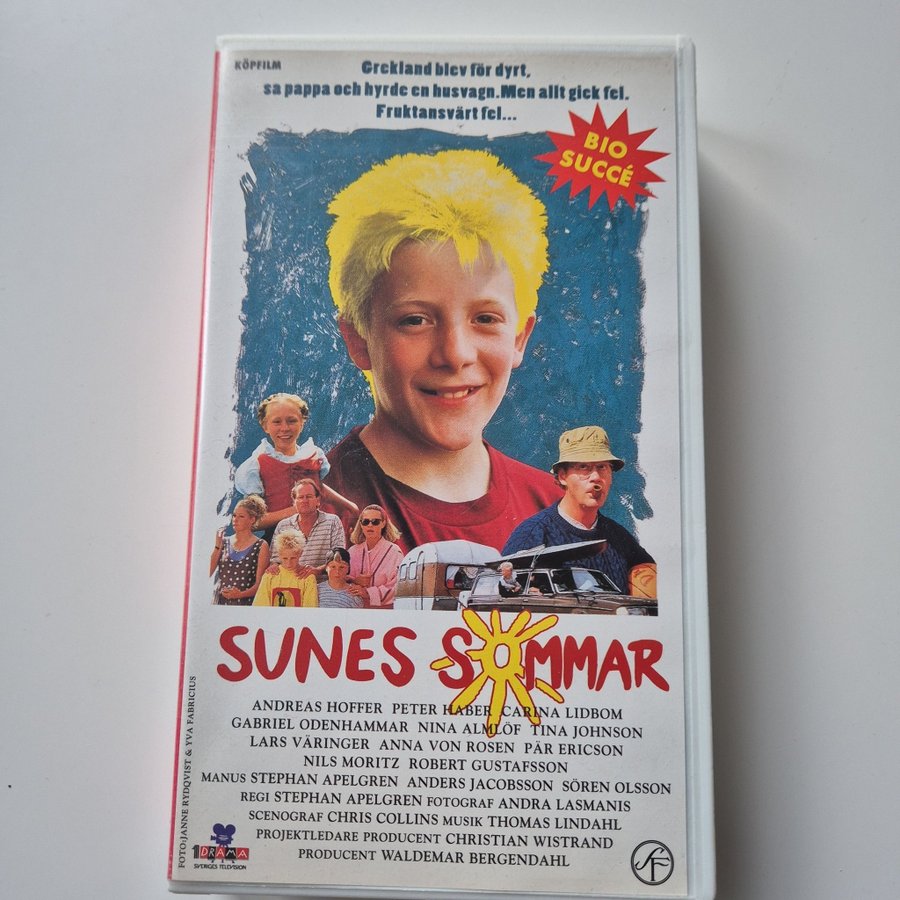 KÖPFILM
Grekland blev för dyrt,
sa pappa och hyrde en husvagn. Men allt gick fel.
Fruktansvärt fel...
BIO
SUCCÉ
SUNES SOMMAR
ANDREAS HOFFER PETER HABER CARINA LIDBOM
GABRIEL ODENHAMMAR NINA ALMLÖF TINA JOHNSON
LARS VÄRINGER ANNA VON ROSEN PÄR ERICSON
NILS MORITZ ROBERT GUSTAFSSON
MANUS STEPHAN APELGREN ANDERS JACOBSSON SÖREN OLSSON
REGI STEPHAN APELGREN FOTOGRAF ANDRA LASMANIS
SCENOGRAF CHRIS COLLINS MUSIK THOMAS LINDAHL
PROJEKTLEDARE PRODUCENT CHRISTIAN WISTRAND
PRODUCENT WALDEMAR BERGENDAHL
FOTO: JANNE RYDQVIST & YVA FABRICIUS
1 DRAMA
SVERIGES TELEVISION
SF